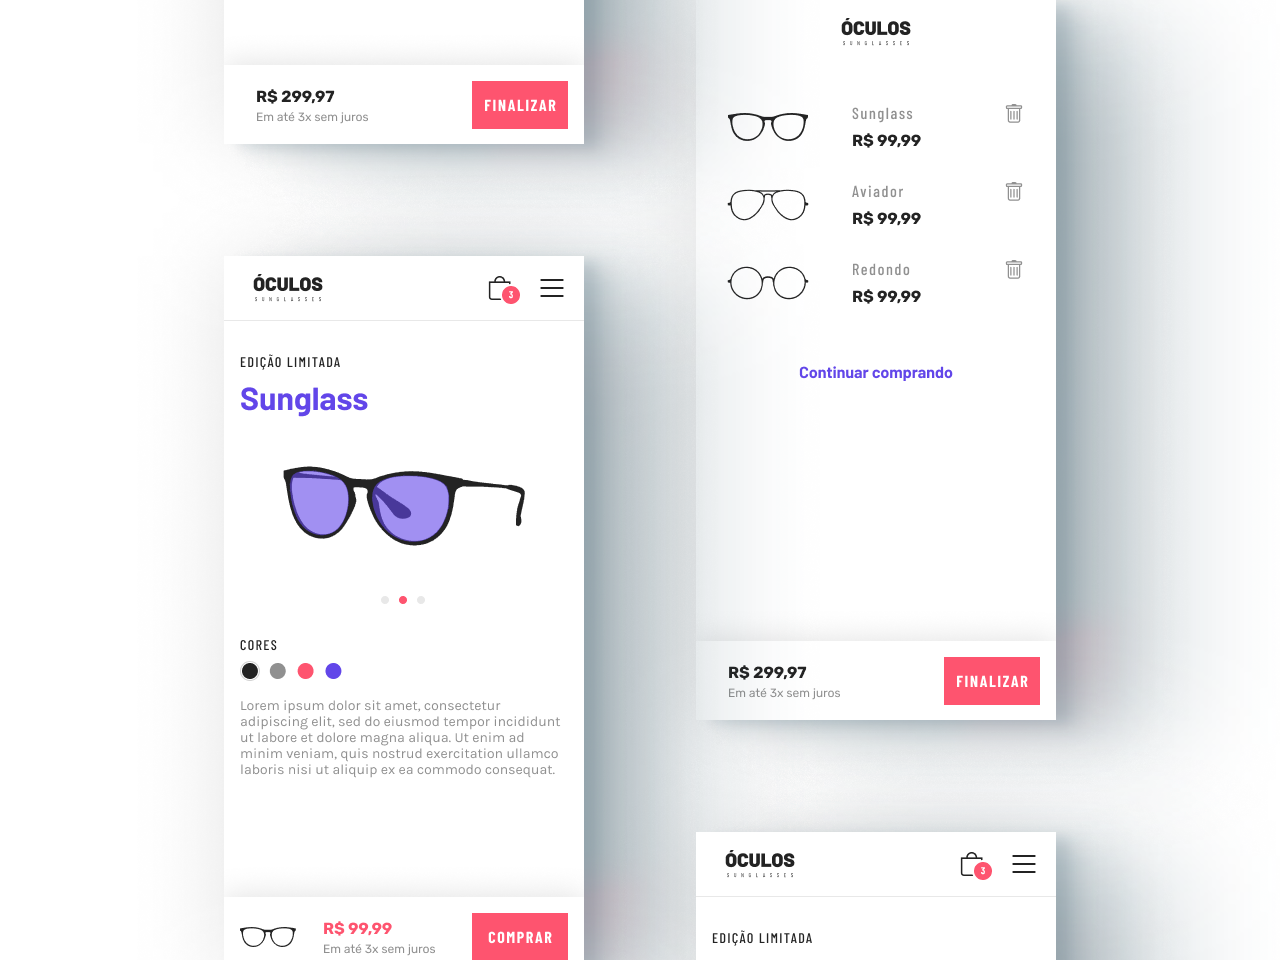 R$ 299,97
Em até 3x sem juros
FINALIZAR
ÓCULOS
SUNGLASSES
3
EDIÇÃO LIMITADA
Sunglass
CORES
Lorem ipsum dolor sit amet, consectetur
adipiscing elit, sed do eiusmod tempor incididunt
ut labore et dolore magna aliqua. Ut enim ad
minim veniam, quis nostrud exercitation ullamco
laboris nisi ut aliquip ex ea commodo consequat.
R$ 99,99
Em até 3x sem juros
COMPRAR
ÓCULOS
SUNGLASSES
Sunglass
R$ 99,99
Aviador
R$ 99,99
Redondo
R$ 99,99
Continuar comprando
R$ 299,97
Em até 3x sem juros
FINALIZAR
ÓCULOS
SUNGLASSES
3
EDIÇÃO LIMITADA